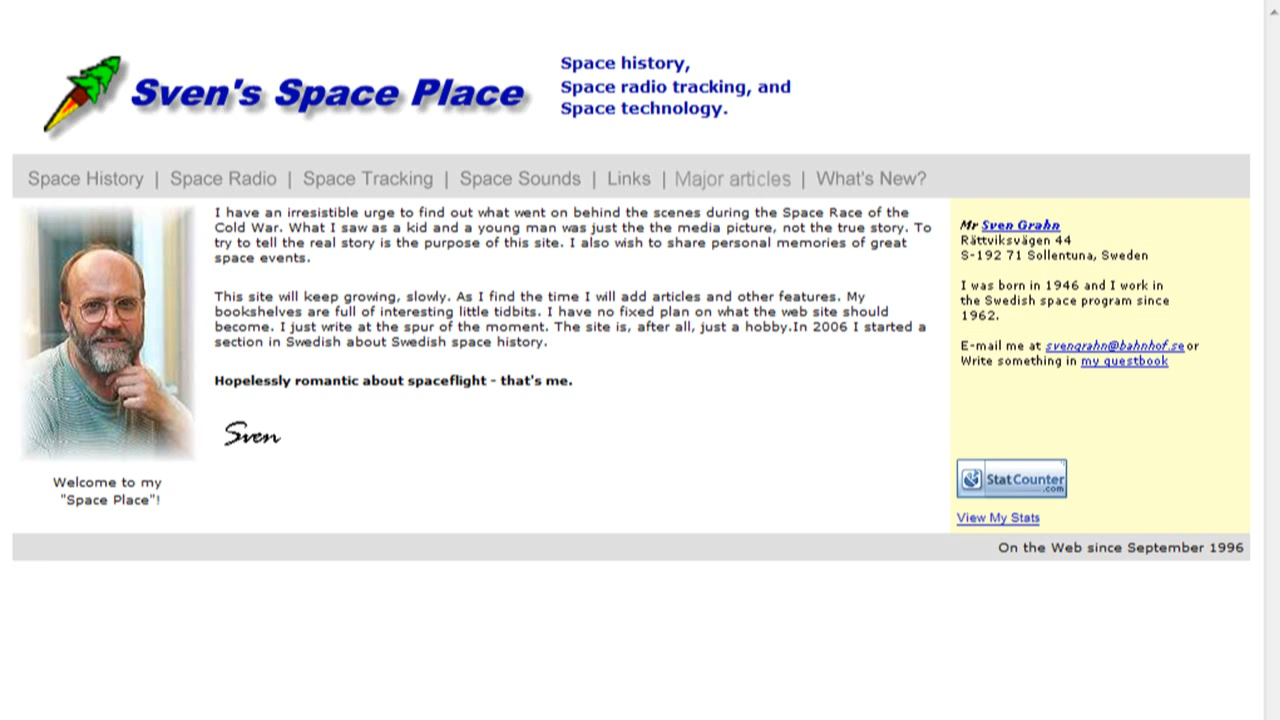 Sven's Space Place
Space history,
Space radio tracking, and
Space technology.
Space History | Space Radio | Space Tracking | Space Sounds | Links | Major articles | What's New?
I have an irresistible urge to find out what went on behind the scenes during the Space Race of the
Cold War. What I saw as a kid and a young man was just the the media picture, not the true story. To
try to tell the real story is the purpose of this site. I also wish to share personal memories of great
space events.
This site will keep growing, slowly. As I find the time I will add articles and other features. My
bookshelves are full of interesting little tidbits. I have no fixed plan on what the web site should
become. I just write at the spur of the moment. The site is, after all, just a hobby.In 2006 I started a
section in Swedish about Swedish space history.
Hopelessly romantic about spaceflight - that's me.
Sven
Welcome to my
"Space Place"!
Mr Sven Grahn
Rättviksvägen 44
S-192 71 Sollentuna, Sweden
I was born in 1946 and I work in
the Swedish space program since
1962.
E-mail me at svengrahn@bahnhof.se or
Write something in my guestbook
StatCounter
.com
View My Stats
On the Web since September 1996